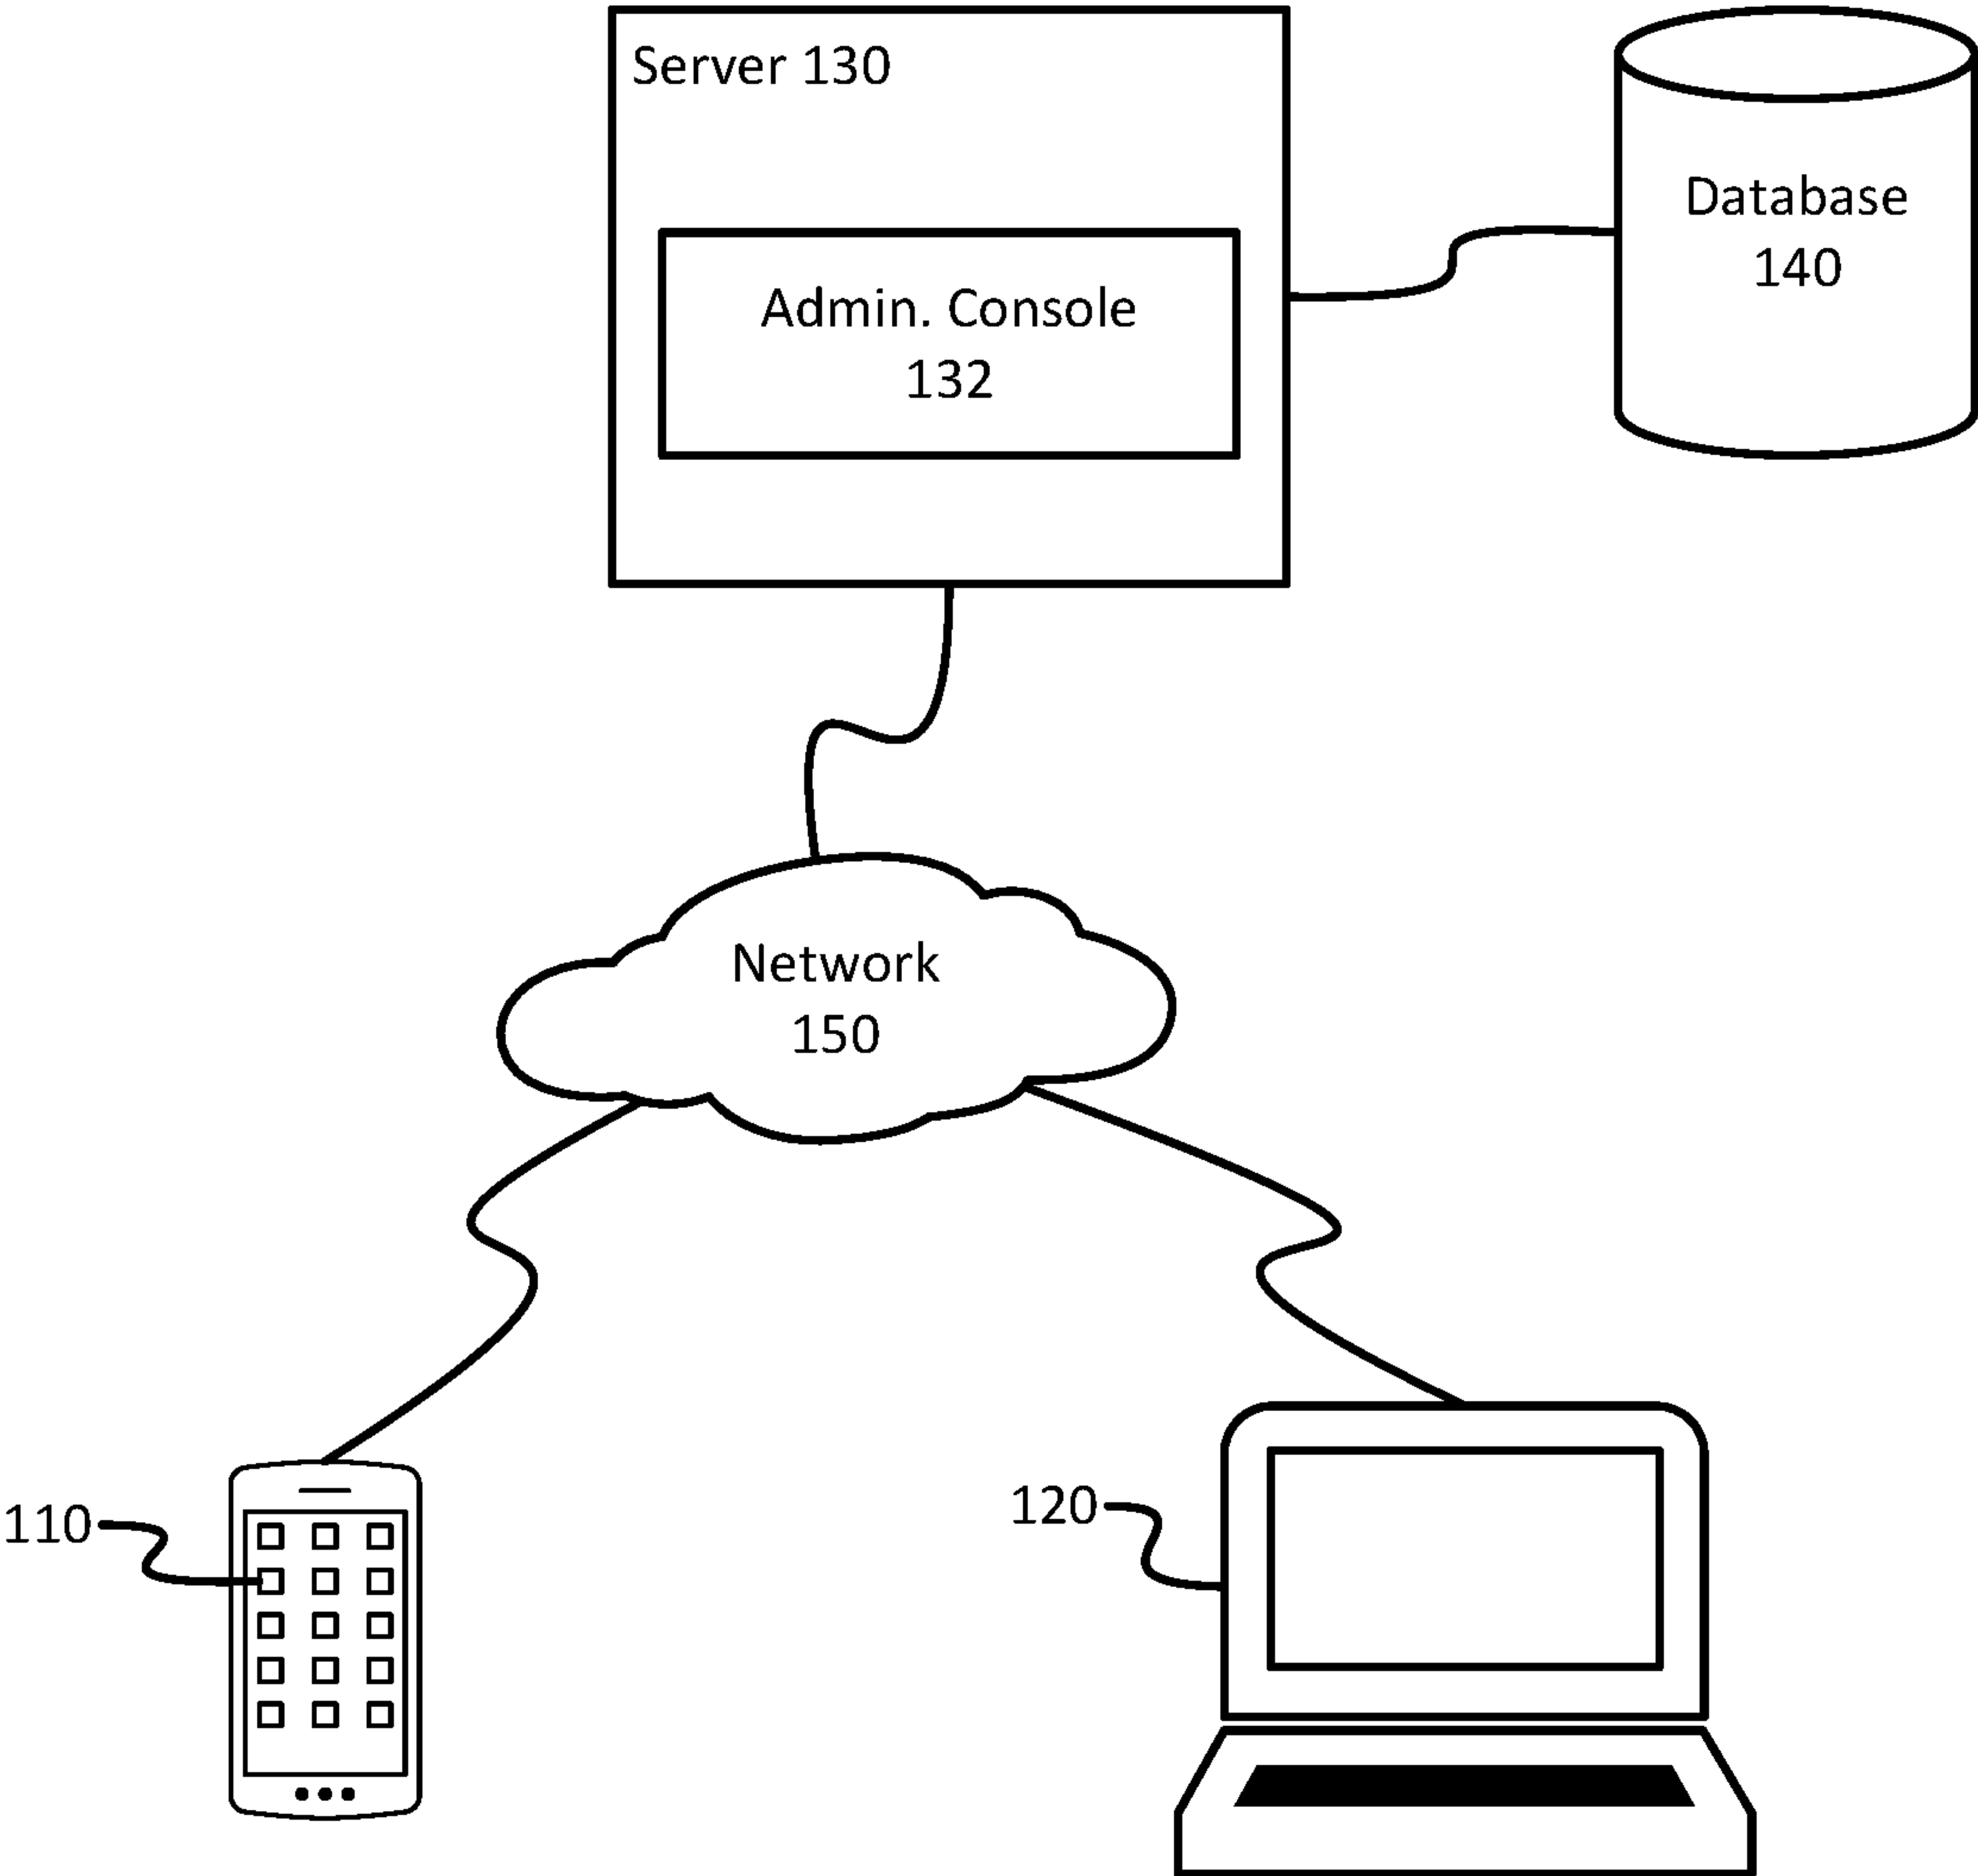 Server 130
Admin. Console
132
Database
140
Network
150
110
120